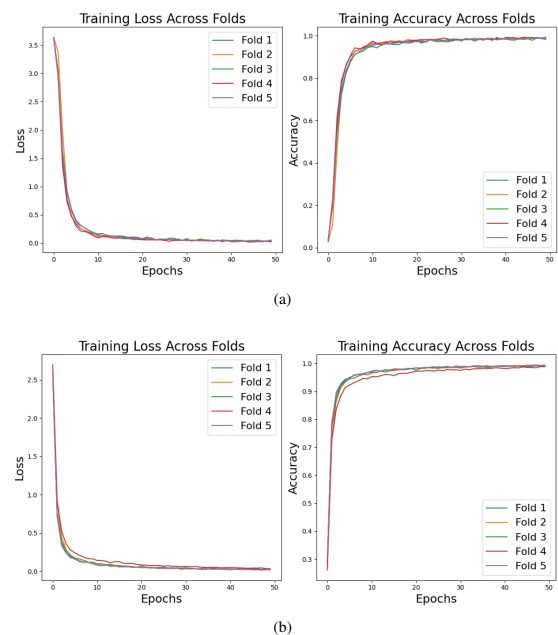 Training Loss Across Folds
3.5
3.0
2.5
2.0
1.5
1.0
0.5
0.0
Loss
0 10 20 30 40 50
Epochs
Fold 1
Fold 2
Fold 3
Fold 4
Fold 5
Training Accuracy Across Folds
1.0
0.8
0.6
0.4
0.2
0.0
Accuracy
0 10 20 30 40 50
Epochs
Fold 1
Fold 2
Fold 3
Fold 4
Fold 5
(a)
Training Loss Across Folds
2.5
2.0
1.5
1.0
0.5
0.0
Loss
0 10 20 30 40 50
Epochs
Fold 1
Fold 2
Fold 3
Fold 4
Fold 5
Training Accuracy Across Folds
1.0
0.9
0.8
0.7
0.6
0.5
0.4
0.3
Accuracy
0 10 20 30 40 50
Epochs
Fold 1
Fold 2
Fold 3
Fold 4
Fold 5
(b)